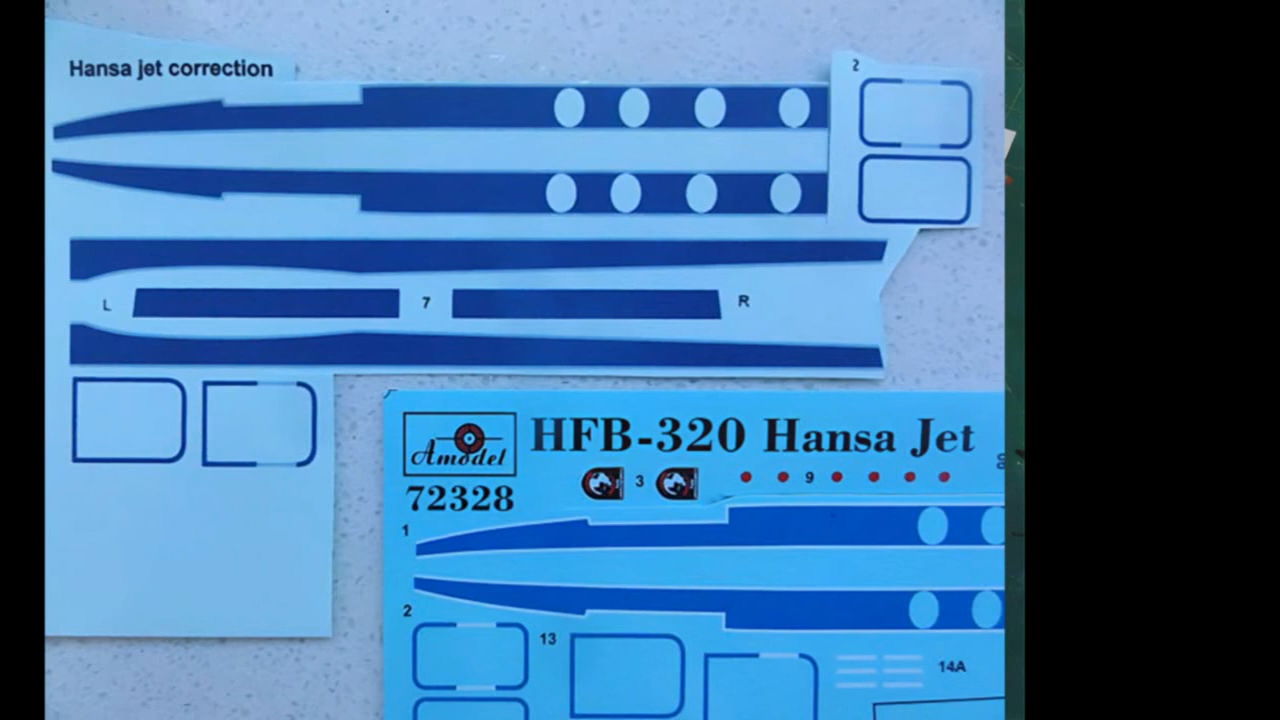 Hansa jet correction
2
L
7
R
Amodel
HFB-320 Hansa Jet
72328
3
9
1
2
13
14A